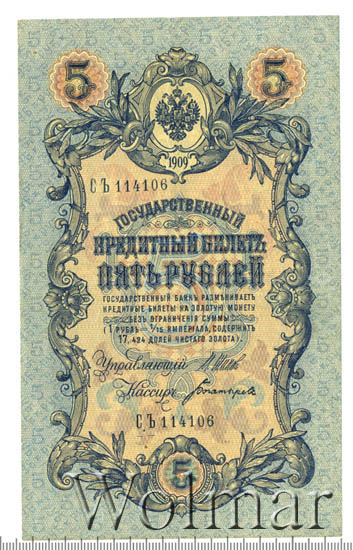 5 5
1909
СЪ 114106
ГОСУДАРСТВЕННЫЙ
КРЕДИТНЫЙ БИЛЕТЪ
ПЯТЬ РУБЛЕЙ
ГОСУДАРСТВЕННЫЙ БАНКЪ РАЗМѢНИВАЕТЪ
КРЕДИТНЫЕ БИЛЕТЫ НА ЗОЛОТУЮ МОНЕТУ
БЕЗЪ ОГРАНИЧЕНІЯ СУММЫ
(1 РУБЛЬ = 1/15 ИМПЕРІАЛА, СОДЕРЖИТЪ
17,424 ДОЛЕЙ ЧИСТАГО ЗОЛОТА).
Управляющій
Кассиръ
СЪ 114106
5
Wolmar